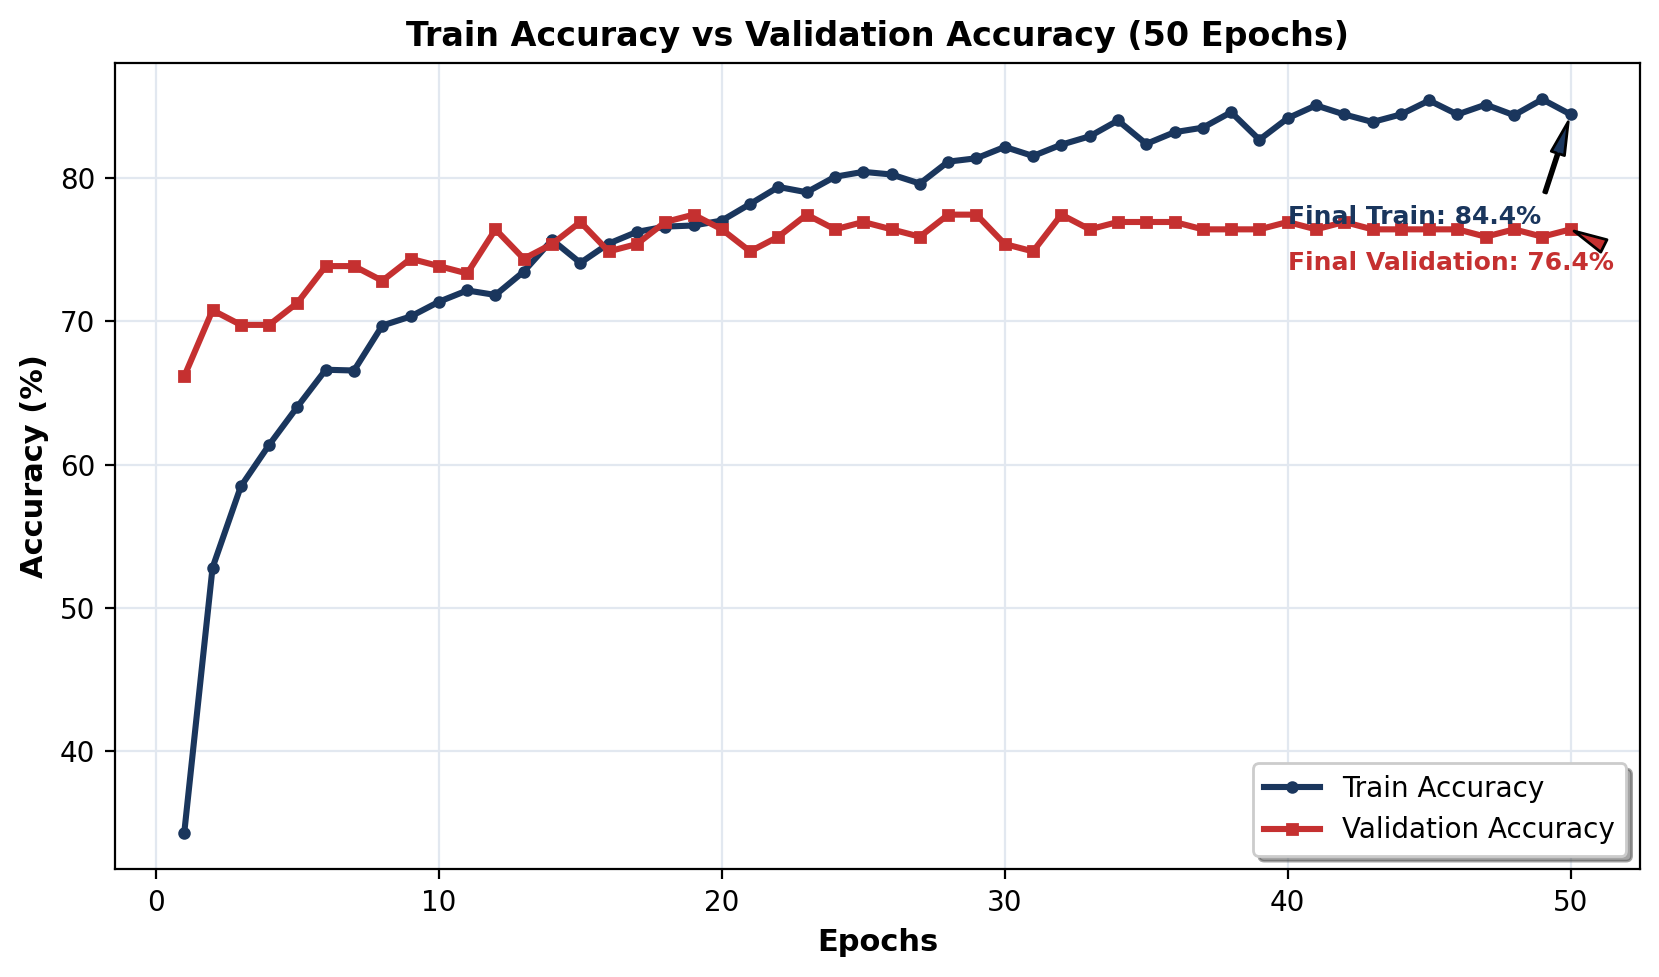 Train Accuracy vs Validation Accuracy (50 Epochs)
Accuracy (%)
80
70
60
50
40
Final Train: 84.4%
Final Validation: 76.4%
Train Accuracy
Validation Accuracy
0 10 20 30 40 50
Epochs